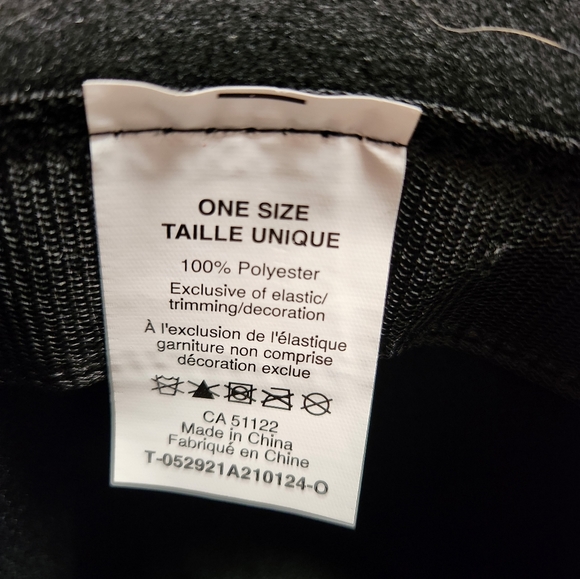 ONE SIZE
TAILLE UNIQUE
100% Polyester
Exclusive of elastic/
trimming/decoration
À l'exclusion de l'élastique
garniture non comprise
décoration exclue
CA 51122
Made in China
Fabriqué en Chine
T-052921A210124-O